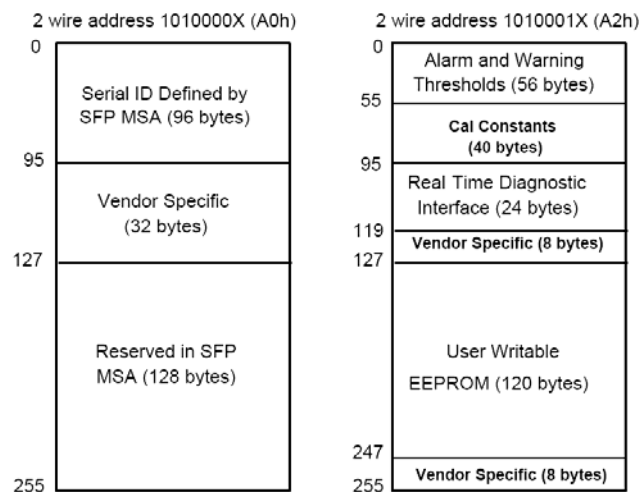 2 wire address 1010000X (A0h)
0
Serial ID Defined by
SFP MSA (96 bytes)
95
Vendor Specific
(32 bytes)
127
Reserved in SFP
MSA (128 bytes)
255
2 wire address 1010001X (A2h)
0
Alarm and Warning
Thresholds (56 bytes)
55
Cal Constants
(40 bytes)
95
Real Time Diagnostic
Interface (24 bytes)
119
Vendor Specific (8 bytes)
127
User Writable
EEPROM (120 bytes)
247
Vendor Specific (8 bytes)
255